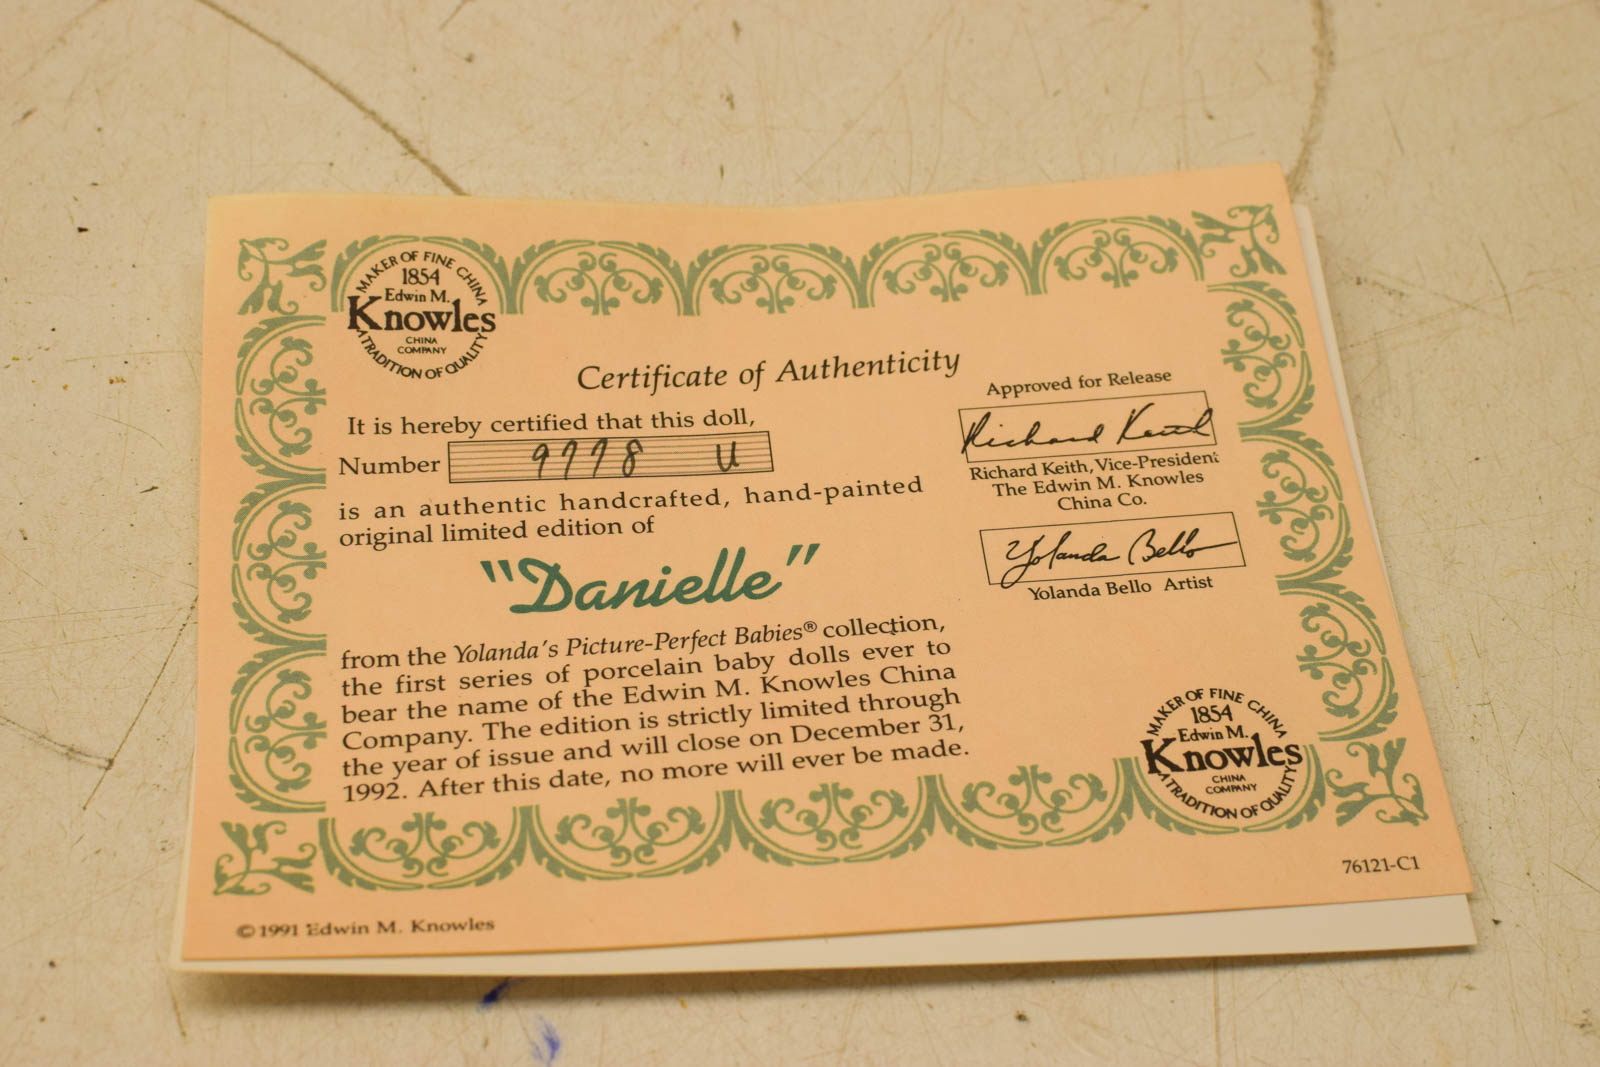 MAKER OF FINE CHINA
1854
Edwin M.
Knowles
CHINA
COMPANY
A TRADITION OF QUALITY
Certificate of Authenticity
It is hereby certified that this doll,
Number 9778 U
is an authentic handcrafted, hand-painted
original limited edition of
"Danielle"
from the Yolanda's Picture-Perfect Babies® collection,
the first series of porcelain baby dolls ever to
bear the name of the Edwin M. Knowles China
Company. The edition is strictly limited through
the year of issue and will close on December 31,
1992. After this date, no more will ever be made.
Approved for Release
Richard Keith
Richard Keith, Vice-President
The Edwin M. Knowles
China Co.
Yolanda Bello
Yolanda Bello Artist
MAKER OF FINE CHINA
1854
Edwin M.
Knowles
CHINA
COMPANY
A TRADITION OF QUALITY
76121-C1
© 1991 Edwin M. Knowles